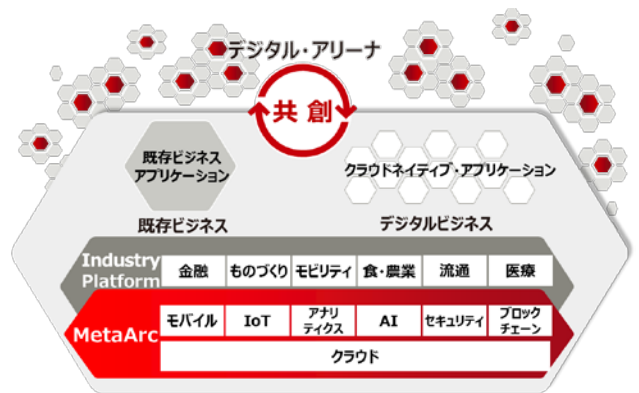 デジタル・アリーナ
共創
既存ビジネス
アプリケーション
クラウドネイティブ・アプリケーション
既存ビジネス
デジタルビジネス
Industry
Platform
金融
ものづくり
モビリティ
食・農業
流通
医療
MetaArc
モバイル
IoT
アナリ
ティクス
AI
セキュリティ
ブロック
チェーン
クラウド